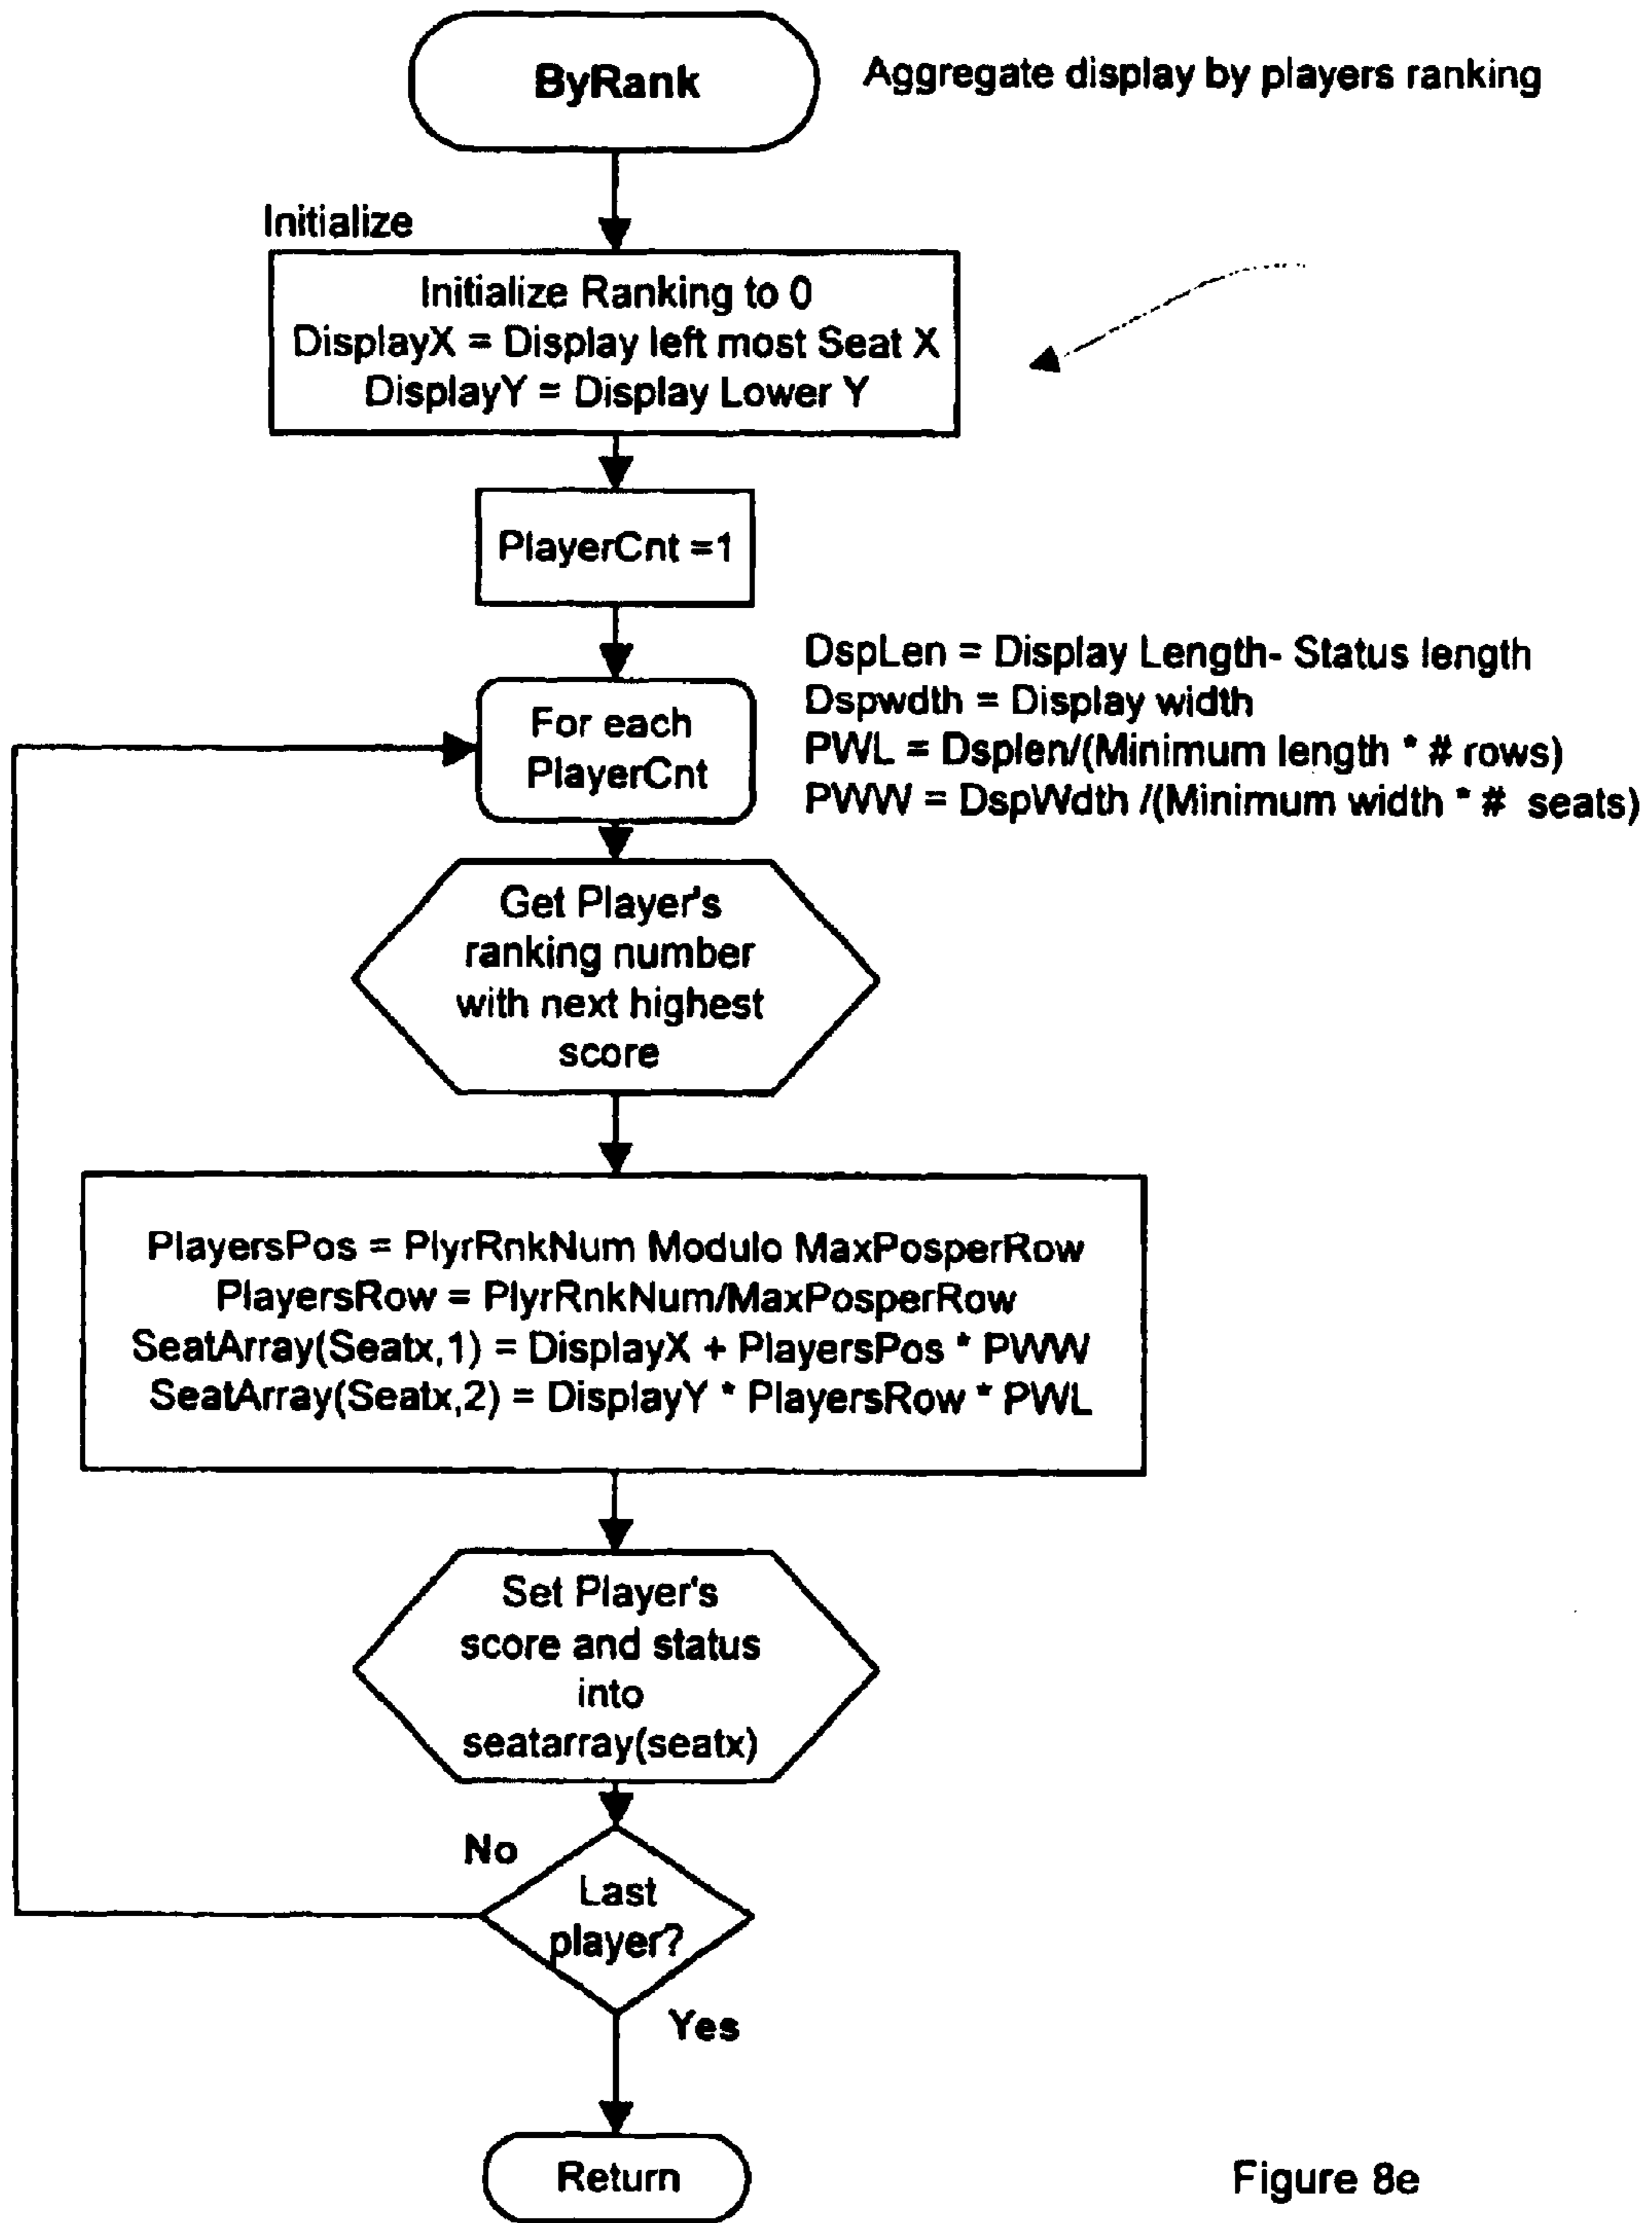 ByRank
Aggregate display by players ranking
Initialize
Initialize Ranking to 0
DisplayX = Display left most Seat X
DisplayY = Display Lower Y
PlayerCnt =1
DspLen = Display Length- Status length
Dspwdth = Display width
PWL = Dsplen/(Minimum length * # rows)
PWW = DspWdth /(Minimum width * # seats)
For each
PlayerCnt
Get Player's
ranking number
with next highest
score
PlayersPos = PlyrRnkNum Modulo MaxPosperRow
PlayersRow = PlyrRnkNum/MaxPosperRow
SeatArray(Seatx,1) = DisplayX + PlayersPos * PWW
SeatArray(Seatx,2) = DisplayY * PlayersRow * PWL
Set Player's
score and status
into
seatarray(seatx)
No
Last
player?
Yes
Return
Figure 8e